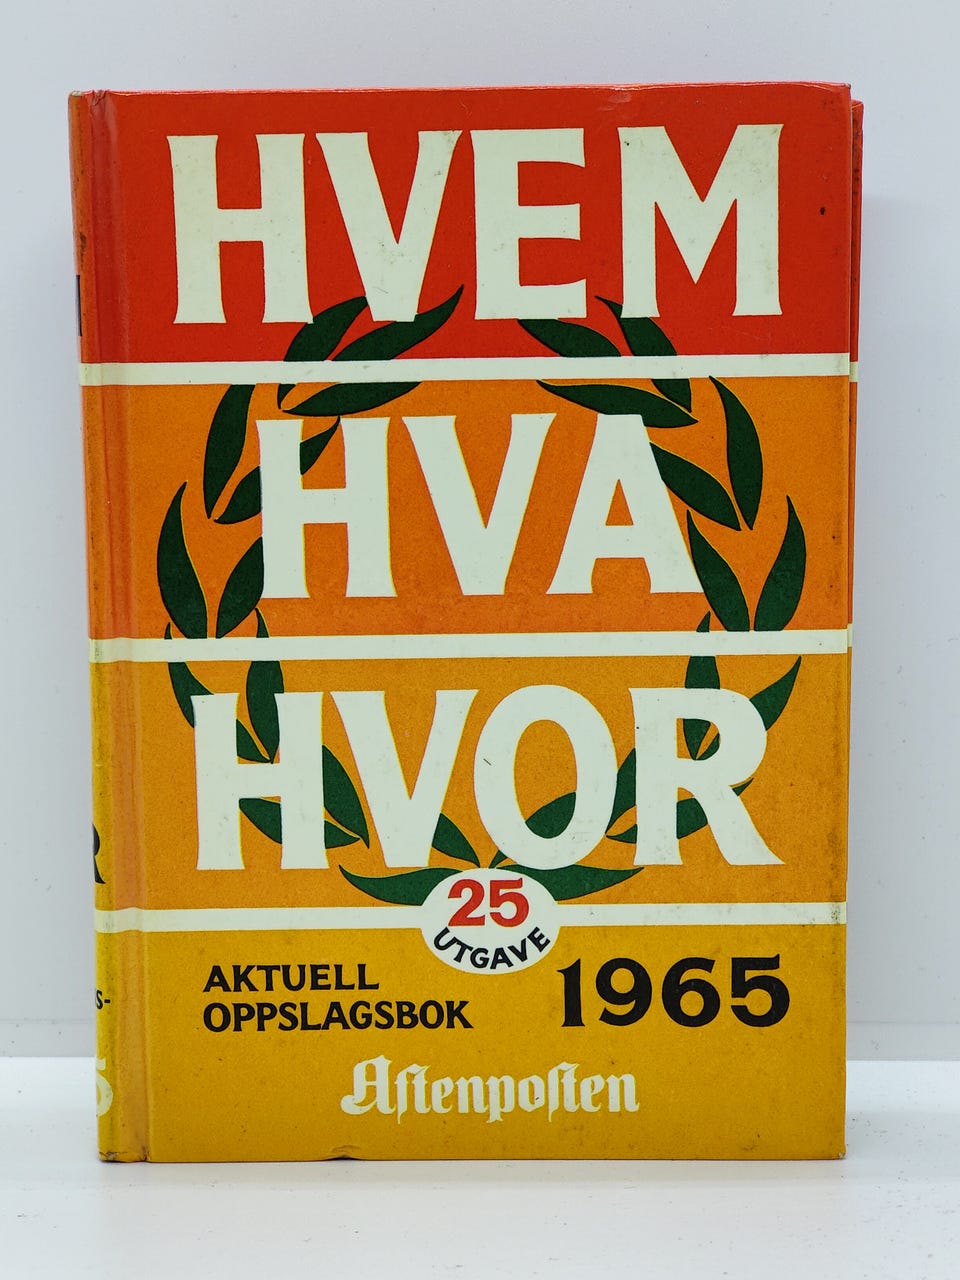 HVEM
HVA
HVOR
25
UTGAVE
AKTUELL
OPPSLAGSBOK
1965
Aftenposten